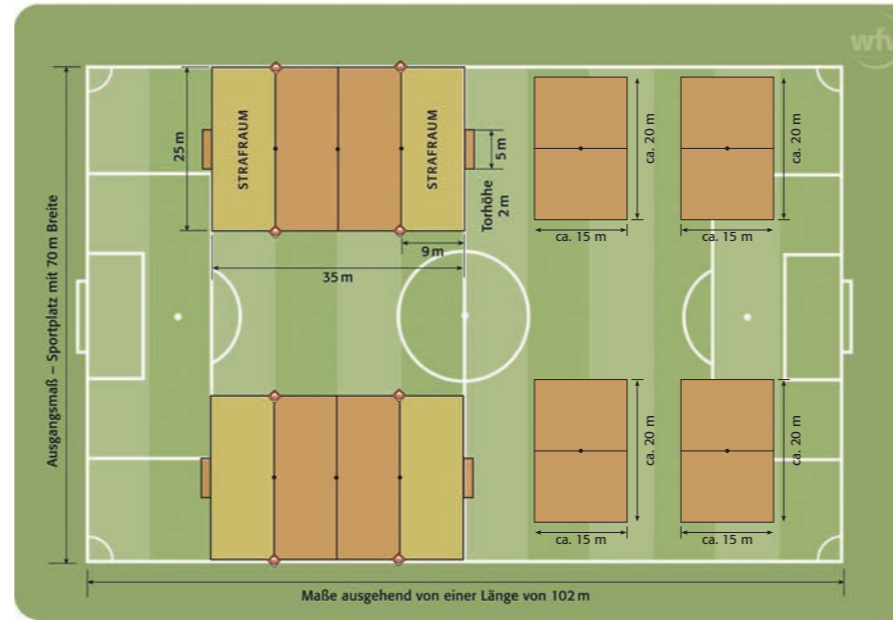 wfv
Ausgangsmaß – Sportplatz mit 70 m Breite
25 m
STRAFRAUM
STRAFRAUM
5 m
Torhöhe
2 m
9 m
35 m
ca. 20 m
ca. 15 m
ca. 20 m
ca. 15 m
ca. 20 m
ca. 15 m
ca. 20 m
ca. 15 m
Maße ausgehend von einer Länge von 102 m